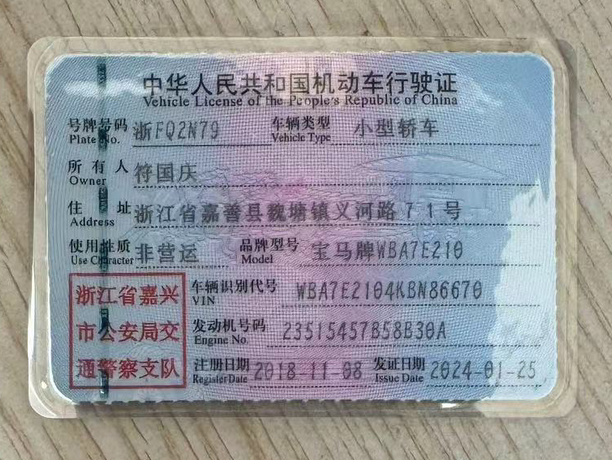 中华人民共和国机动车行驶证
Vehicle License of the People's Republic of China
号牌号码 浙FQ2N79 车辆类型 小型轿车
Plate No. Vehicle Type
所有人 符国庆
Owner
住址 浙江省嘉善县魏塘镇义河路71号
Address
使用性质 非营运 品牌型号 宝马牌WBA7E210
Use Character Model
浙江省嘉兴
市公安局交
通警察支队
车辆识别代号 WBA7E2104KBN86670
VIN
发动机号码 23515457B58B30A
Engine No.
注册日期 2018-11-08 发证日期 2024-01-25
Register Date Issue Date